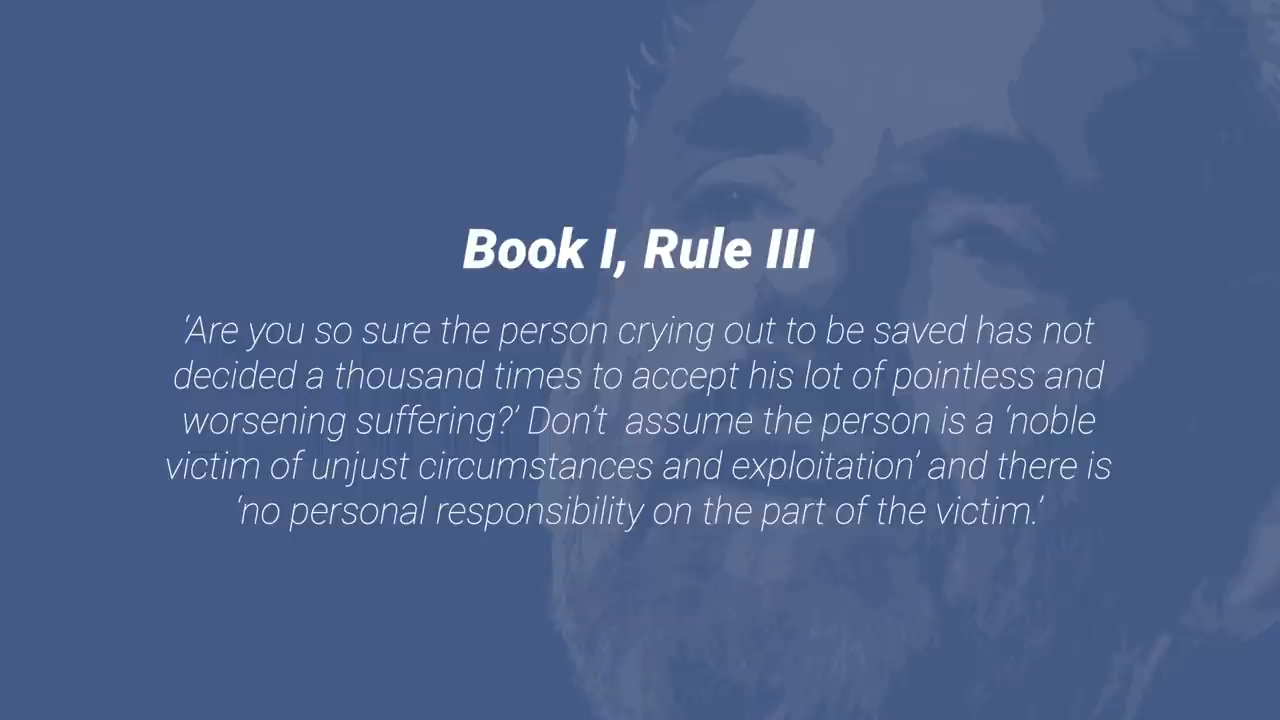 Book I, Rule III
‘Are you so sure the person crying out to be saved has not
decided a thousand times to accept his lot of pointless and
worsening suffering?’ Don’t  assume the person is a ‘noble
victim of unjust circumstances and exploitation’ and there is
‘no personal responsibility on the part of the victim.’